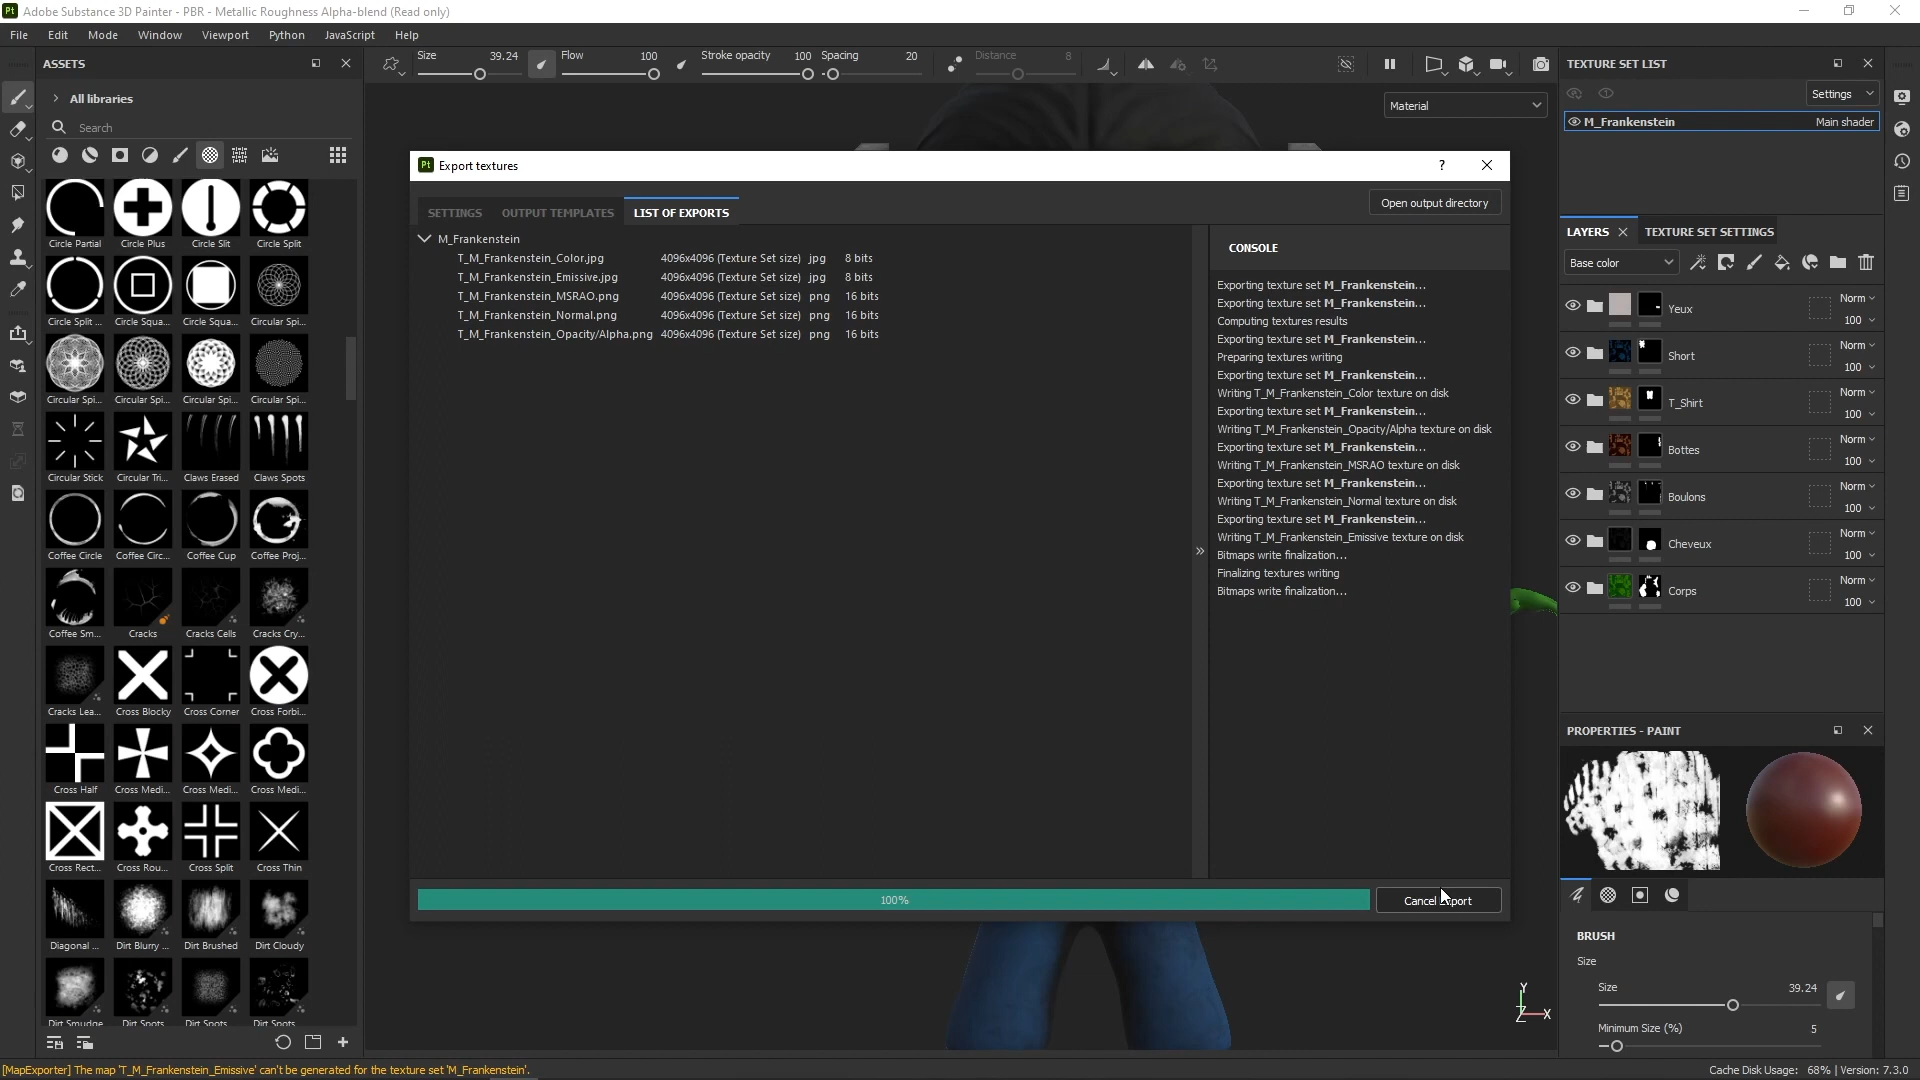 Adobe Substance 3D Painter - PBR - Metallic Roughness Alpha-blend (Read only)
File Edit Mode Window Viewport Python JavaScript Help
ASSETS
Size 39.24
Flow 100
Stroke opacity 100
Spacing 20
Distance 8
All libraries
Search
Circle Partial Circle Plus Circle Slit Circle Split
Circle Split ... Circle Squa... Circle Squa... Circular Spi...
Circular Spi... Circular Spi... Circular Spi... Circular Spi...
Circular Stick Circular Tri... Claws Erased Claws Spots
Coffee Circle Coffee Circ... Coffee Cup Coffee Proj...
Coffee Sm... Cracks Cracks Cells Cracks Cry...
Cracks Lea... Cross Blocky Cross Corner Cross Forbi...
Cross Half Cross Medi... Cross Medi... Cross Medi...
Cross Rect... Cross Rou... Cross Split Cross Thin
Diagonal ... Dirt Blurry ... Dirt Brushed Dirt Cloudy
Dirt Smudge Dirt Spots Dirt Spots... Dirt Spots...
Material
Pt Export textures ?
SETTINGS OUTPUT TEMPLATES LIST OF EXPORTS
Open output directory
M_Frankenstein
T_M_Frankenstein_Color.jpg 4096x4096 (Texture Set size) jpg 8 bits
T_M_Frankenstein_Emissive.jpg 4096x4096 (Texture Set size) jpg 8 bits
T_M_Frankenstein_MSRAO.png 4096x4096 (Texture Set size) png 16 bits
T_M_Frankenstein_Normal.png 4096x4096 (Texture Set size) png 16 bits
T_M_Frankenstein_Opacity/Alpha.png 4096x4096 (Texture Set size) png 16 bits
CONSOLE
Exporting texture set M_Frankenstein...
Exporting texture set M_Frankenstein...
Computing textures results
Exporting texture set M_Frankenstein...
Preparing textures writing
Exporting texture set M_Frankenstein...
Writing T_M_Frankenstein_Color texture on disk
Exporting texture set M_Frankenstein...
Writing T_M_Frankenstein_Opacity/Alpha texture on disk
Exporting texture set M_Frankenstein...
Writing T_M_Frankenstein_MSRAO texture on disk
Exporting texture set M_Frankenstein...
Writing T_M_Frankenstein_Normal texture on disk
Exporting texture set M_Frankenstein...
Writing T_M_Frankenstein_Emissive texture on disk
Bitmaps write finalization...
Finalizing textures writing
Bitmaps write finalization...
100%
Cancel export
Y
Z X
TEXTURE SET LIST
Settings
M_Frankenstein Main shader
LAYERS TEXTURE SET SETTINGS
Base color
Yeux Norm 100
Short Norm 100
T_Shirt Norm 100
Bottes Norm 100
Boulons Norm 100
Cheveux Norm 100
Corps Norm 100
PROPERTIES - PAINT
BRUSH
Size
Size 39.24
Minimum Size (%) 5
[MapExporter] The map 'T_M_Frankenstein_Emissive' can't be generated for the texture set 'M_Frankenstein'.
Cache Disk Usage: 68% | Version: 7.3.0